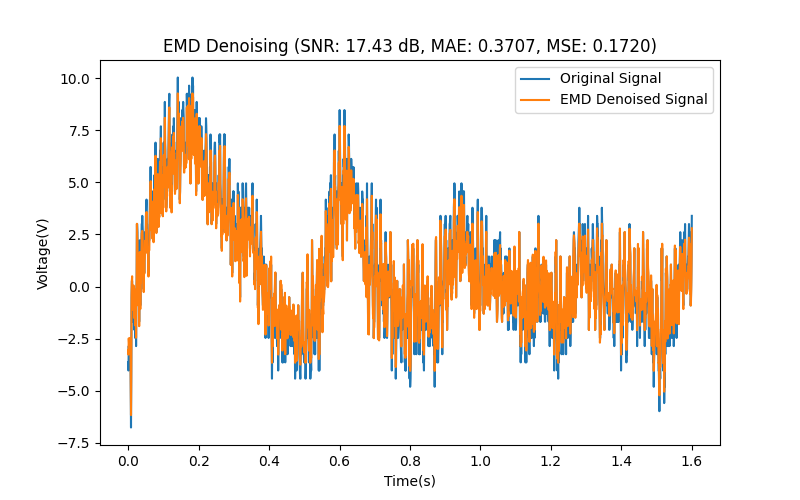 EMD Denoising (SNR: 17.43 dB, MAE: 0.3707, MSE: 0.1720)
Original Signal
EMD Denoised Signal
10.0
7.5
5.0
2.5
0.0
−2.5
−5.0
−7.5
Voltage(V)
0.0 0.2 0.4 0.6 0.8 1.0 1.2 1.4 1.6
Time(s)